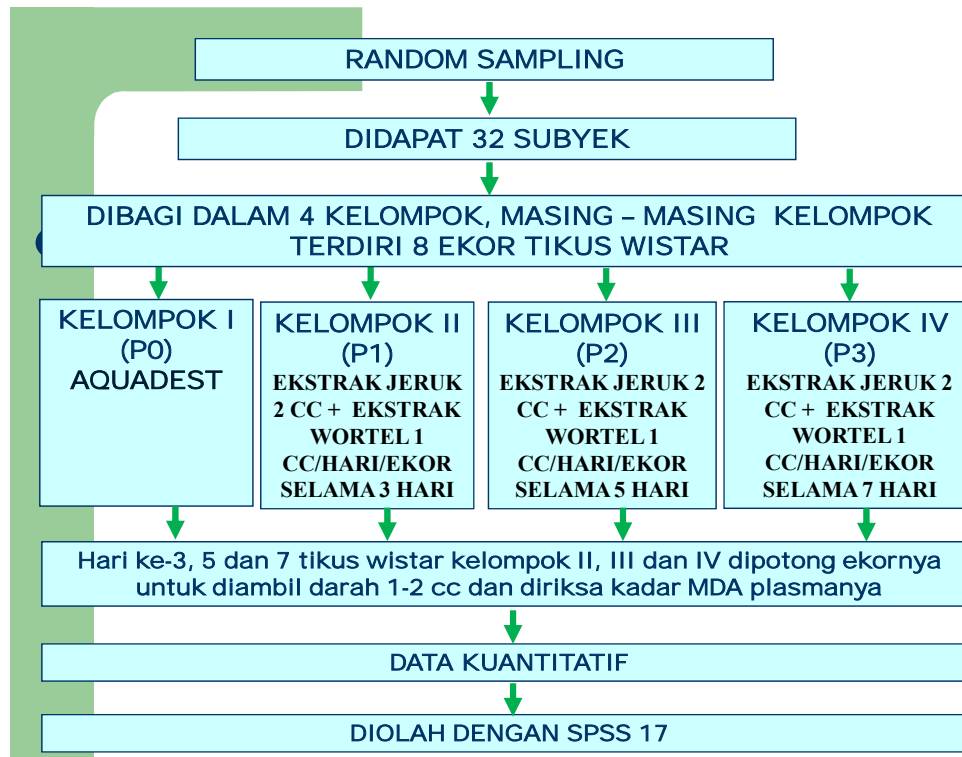 RANDOM SAMPLING
DIDAPAT 32 SUBYEK
DIBAGI DALAM 4 KELOMPOK, MASING – MASING KELOMPOK
TERDIRI 8 EKOR TIKUS WISTAR
KELOMPOK I
(P0)
AQUADEST
KELOMPOK II
(P1)
EKSTRAK JERUK
2 CC + EKSTRAK
WORTEL 1
CC/HARI/EKOR
SELAMA 3 HARI
KELOMPOK III
(P2)
EKSTRAK JERUK 2
CC + EKSTRAK
WORTEL 1
CC/HARI/EKOR
SELAMA 5 HARI
KELOMPOK IV
(P3)
EKSTRAK JERUK 2
CC + EKSTRAK
WORTEL 1
CC/HARI/EKOR
SELAMA 7 HARI
Hari ke-3, 5 dan 7 tikus wistar kelompok II, III dan IV dipotong ekornya
untuk diambil darah 1-2 cc dan diriksa kadar MDA plasmanya
DATA KUANTITATIF
DIOLAH DENGAN SPSS 17